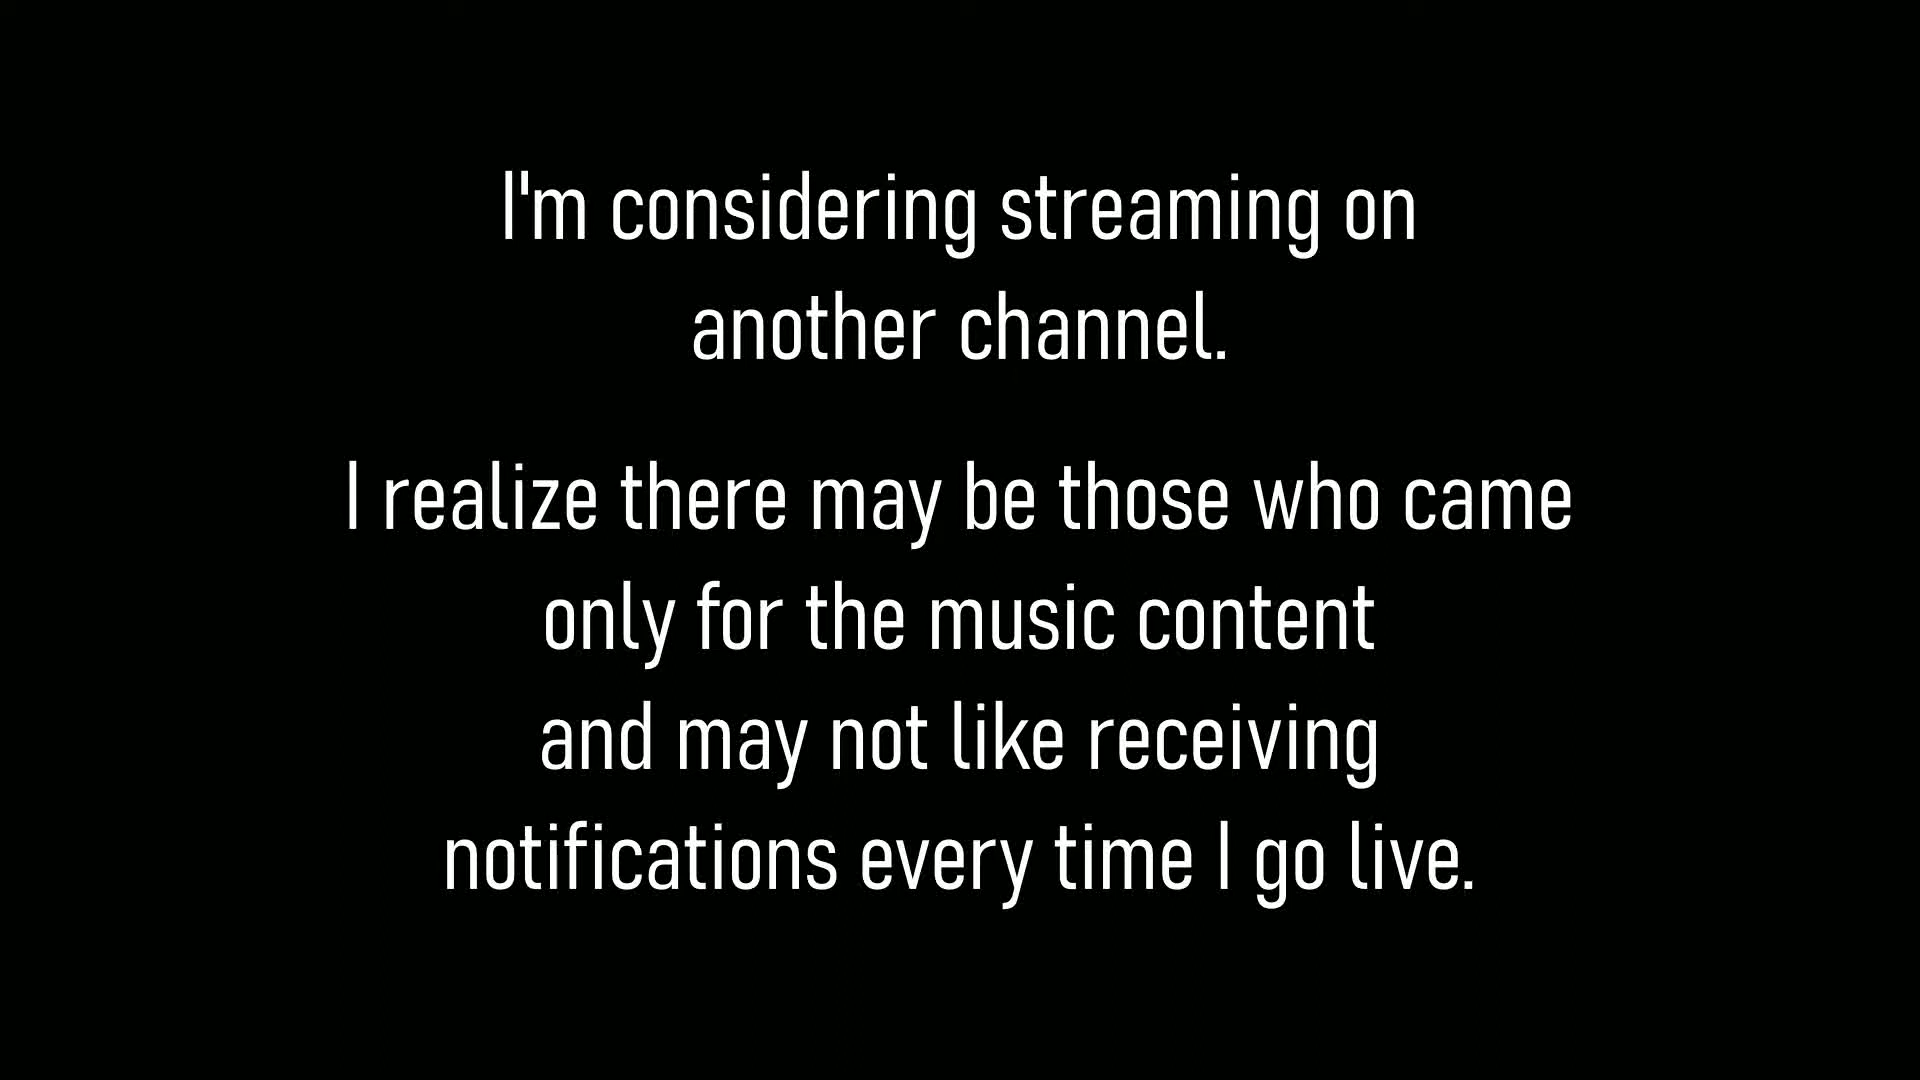 I'm considering streaming on
another channel.
I realize there may be those who came
only for the music content
and may not like receiving
notifications every time I go live.